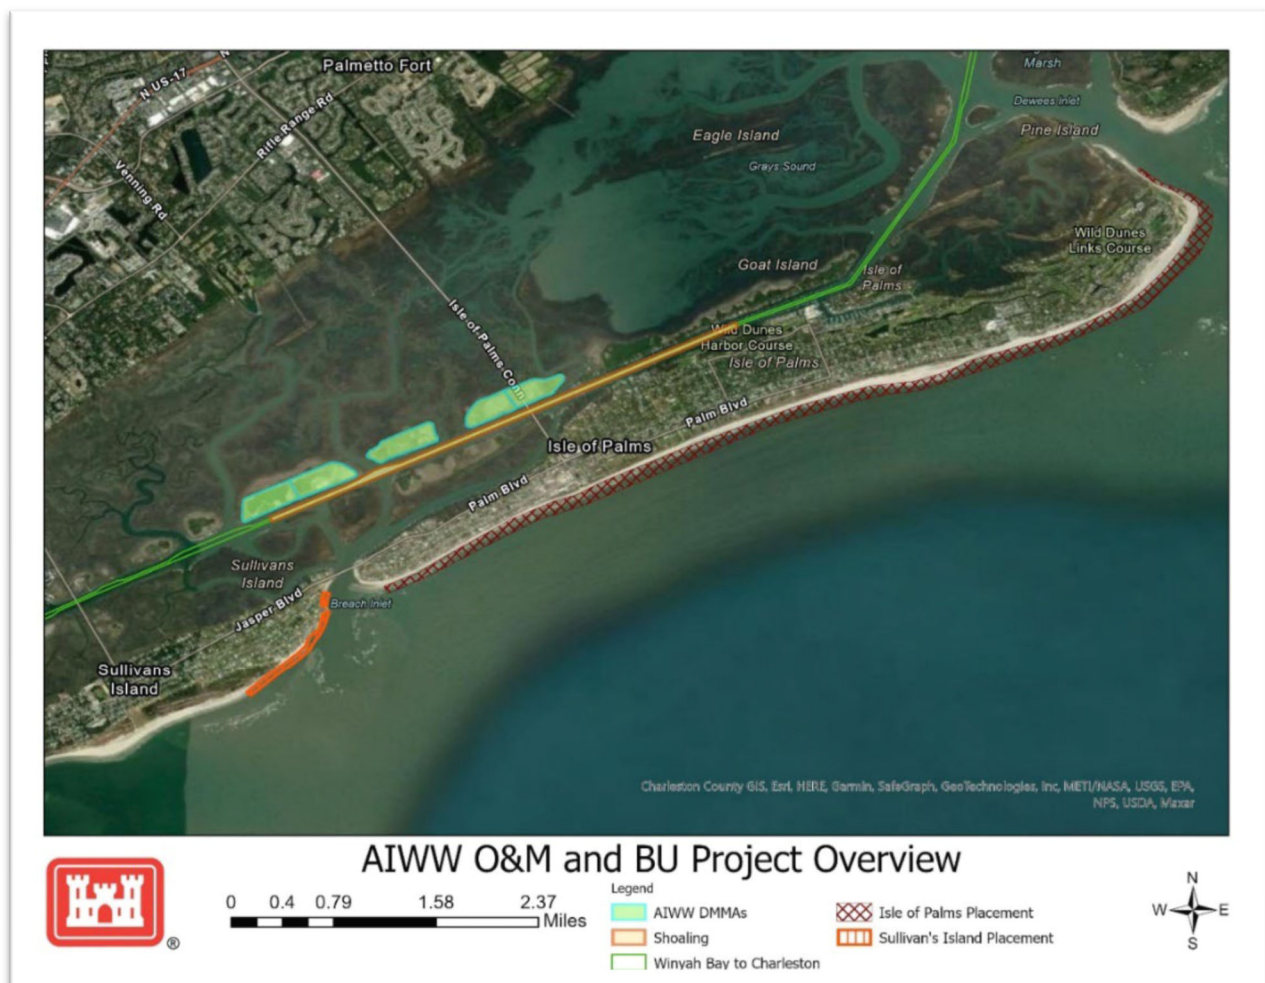 Palmetto Fort
N US-17
N
Rifle Range Rd
Venning Rd
Marsh
Dewees Inlet
Pine Island
Eagle Island
Grays Sound
Wild Dunes
Links Course
Goat Island
Isle of
Palms
Isle of Palms Conn
Wild Dunes
Harbor Course
Isle of Palms
Palm Blvd
Isle of Palms
Palm Blvd
Sullivans
Island
Breach Inlet
Jasper Blvd
Sullivans
Island
Charleston County GIS, Esri, HERE, Garmin, SafeGraph, GeoTechnologies, Inc, METI/NASA, USGS, EPA,
NPS, USDA, Maxar
AIWW O&M and BU Project Overview
0 0.4 0.79 1.58 2.37
Miles
®
Legend
AIWW DMMAs
Shoaling
Winyah Bay to Charleston
Isle of Palms Placement
Sullivan's Island Placement
N
W E
S